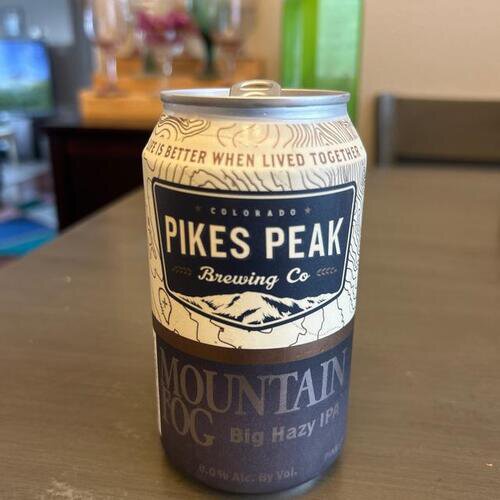 IS BETTER WHEN LIVED TOGETHER
COLORADO
PIKES PEAK
Brewing Co
MOUNTAIN
FOG
Big Hazy IPA
Alc. By Vol.